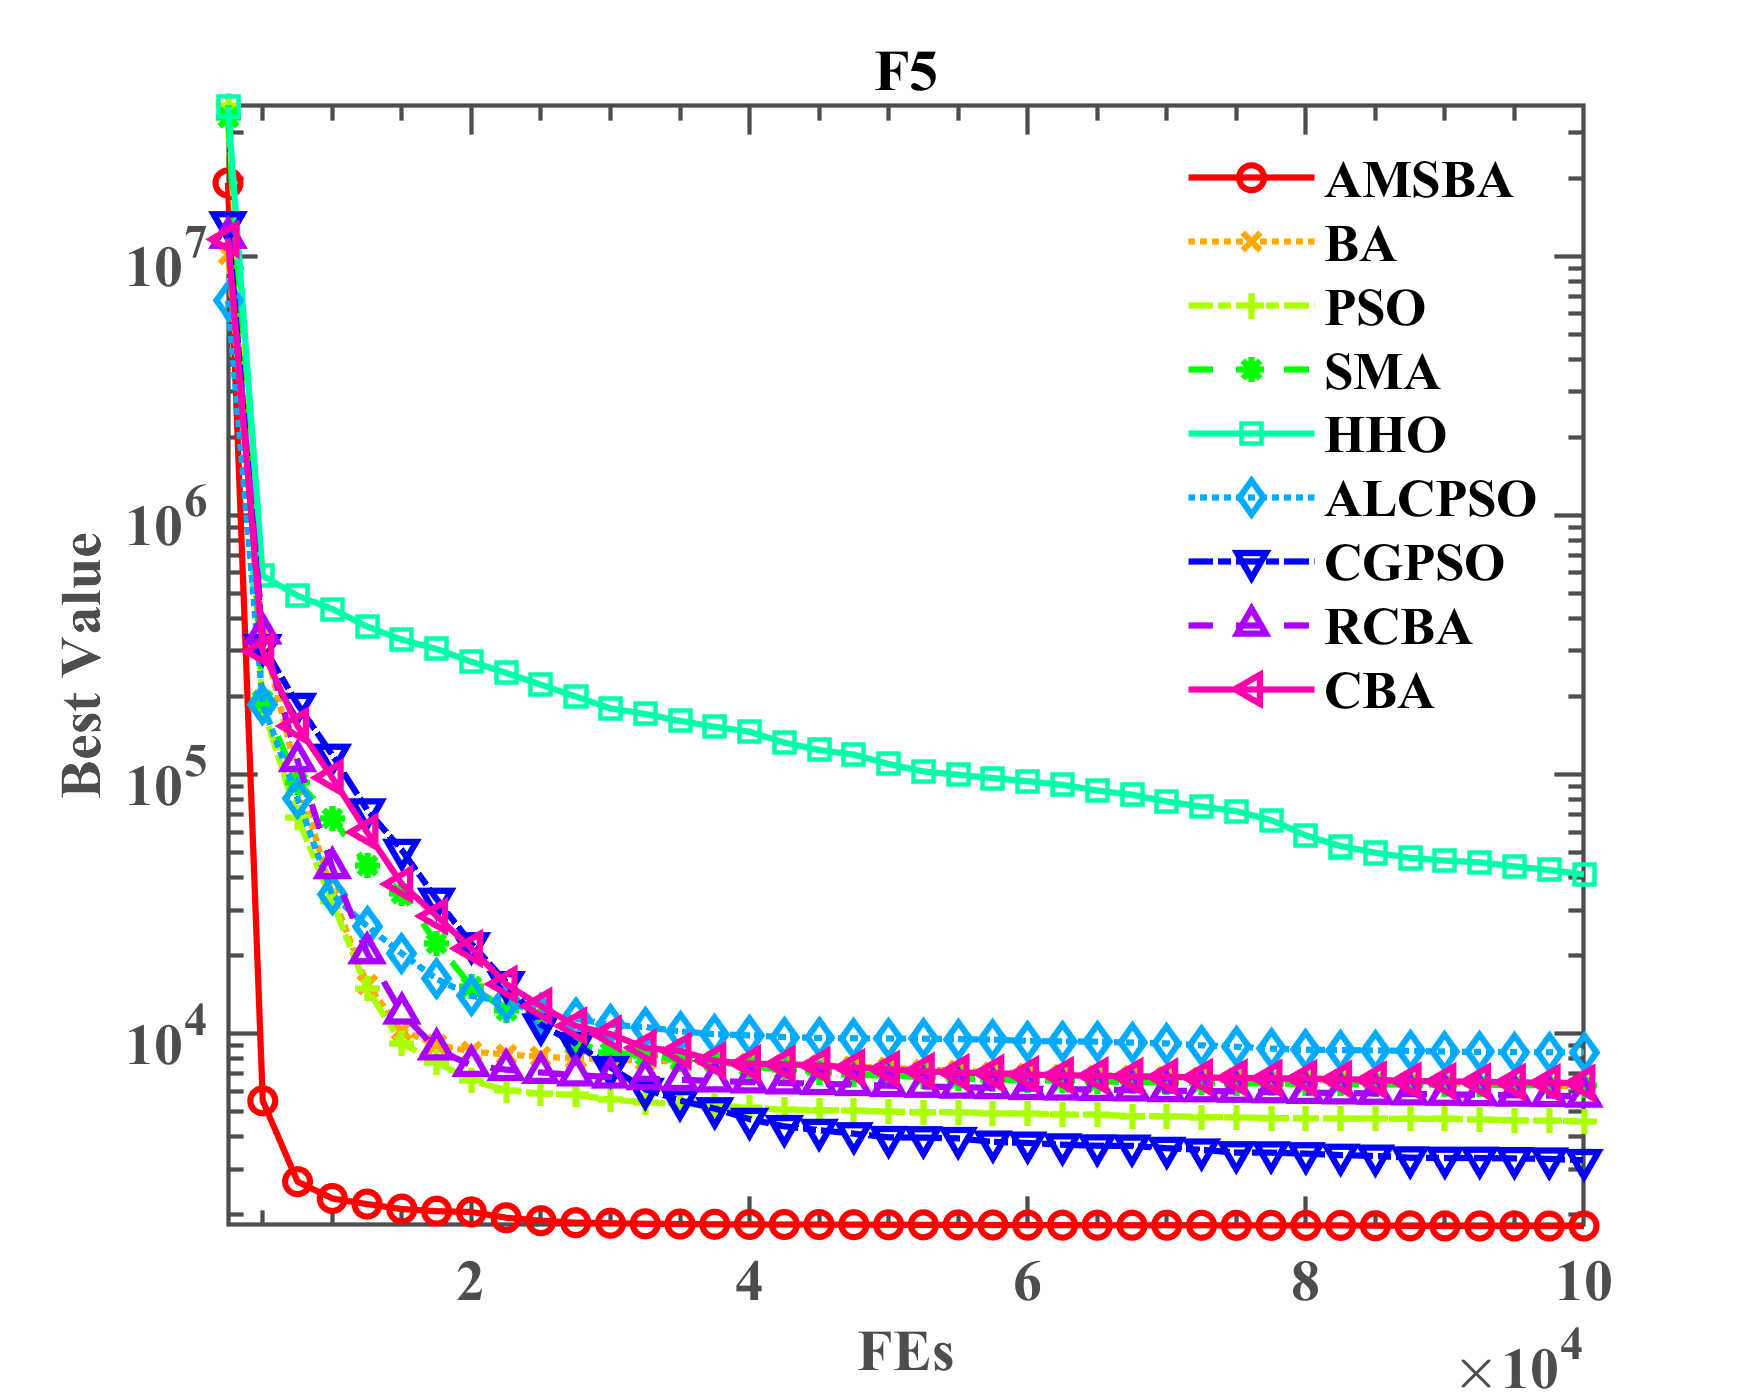 F5
AMSBA
BA
PSO
SMA
HHO
ALCPSO
CGPSO
RCBA
CBA
Best Value
10^7
10^6
10^5
10^4
2 4 6 8 10
FEs
×10^4